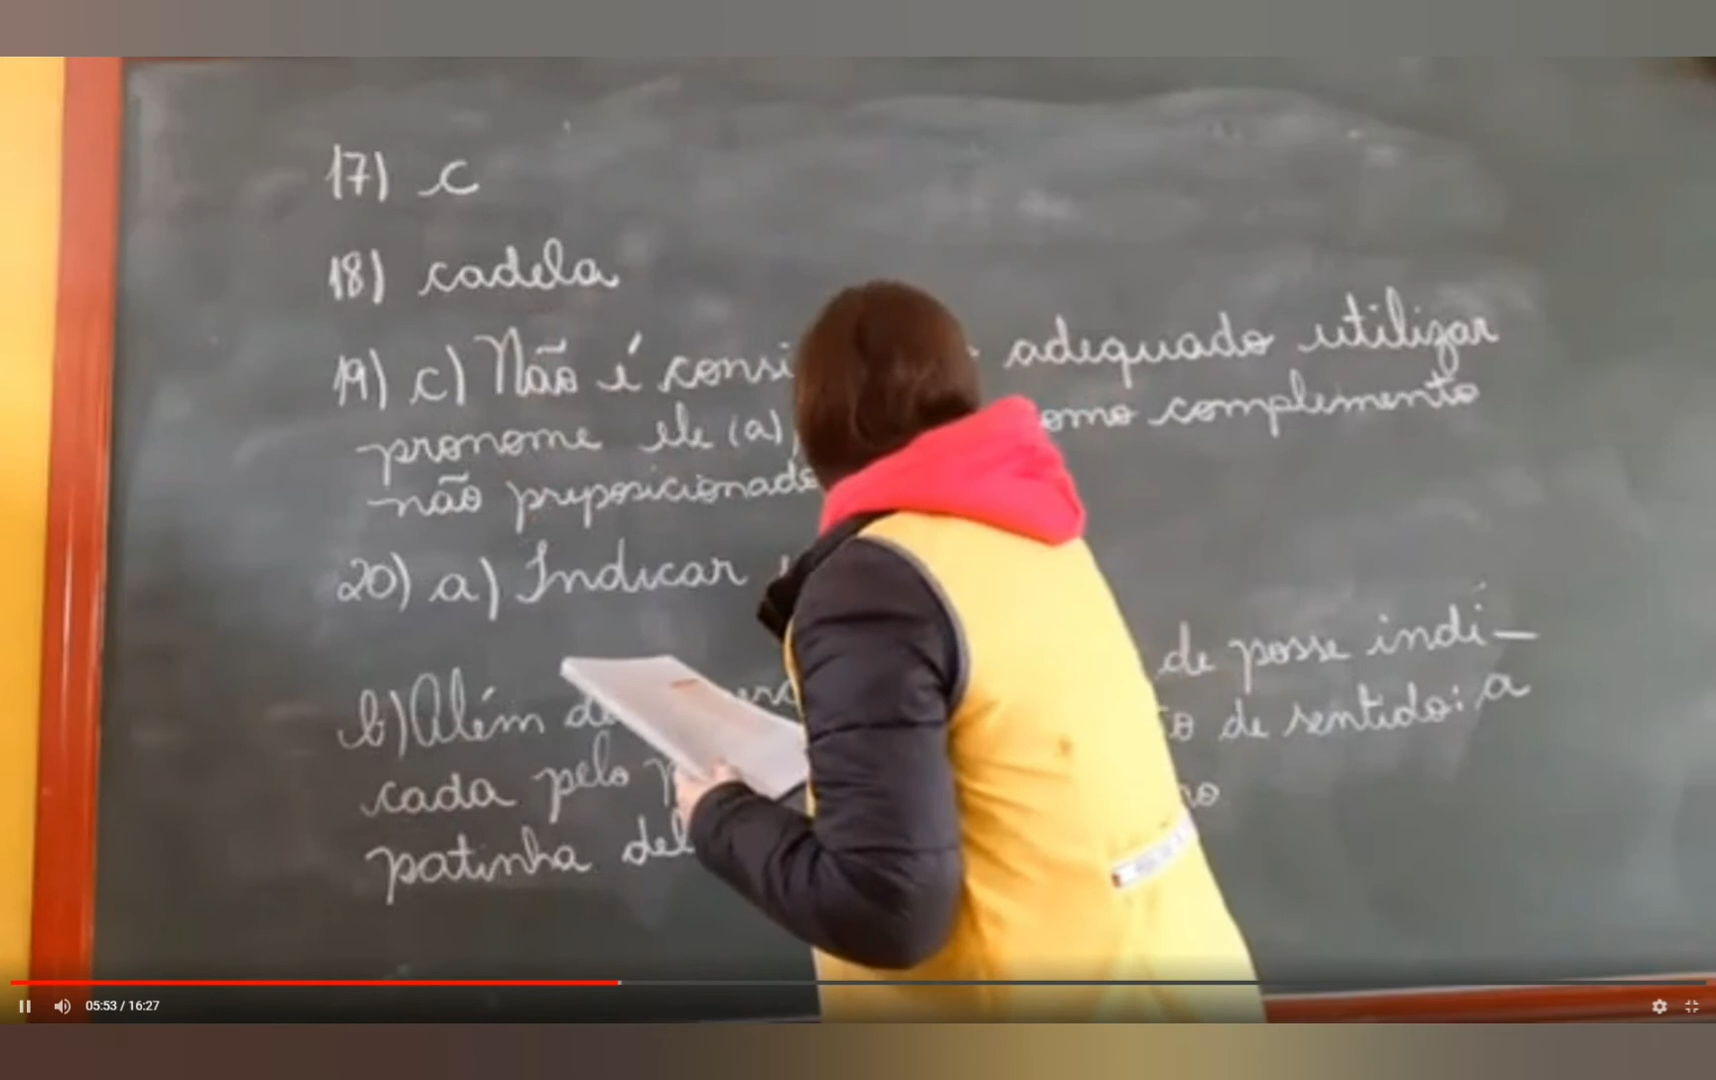 17) c
18) cadela
19) c) Não é consi adequado utilizar
pronome ele (a), omo complemento
não preposicionado
20) a) Indicar
b) Além d de posse indi-
cada pelo p o de sentido: a
patinha del no
05:53 / 16:27